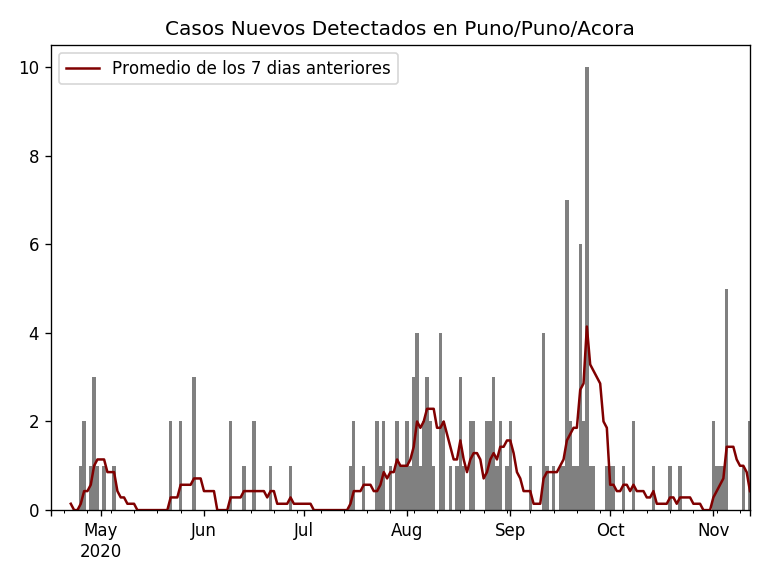 Casos Nuevos Detectados en Puno/Puno/Acora
Promedio de los 7 dias anteriores
10
8
6
4
2
0
May Jun Jul Aug Sep Oct Nov
2020